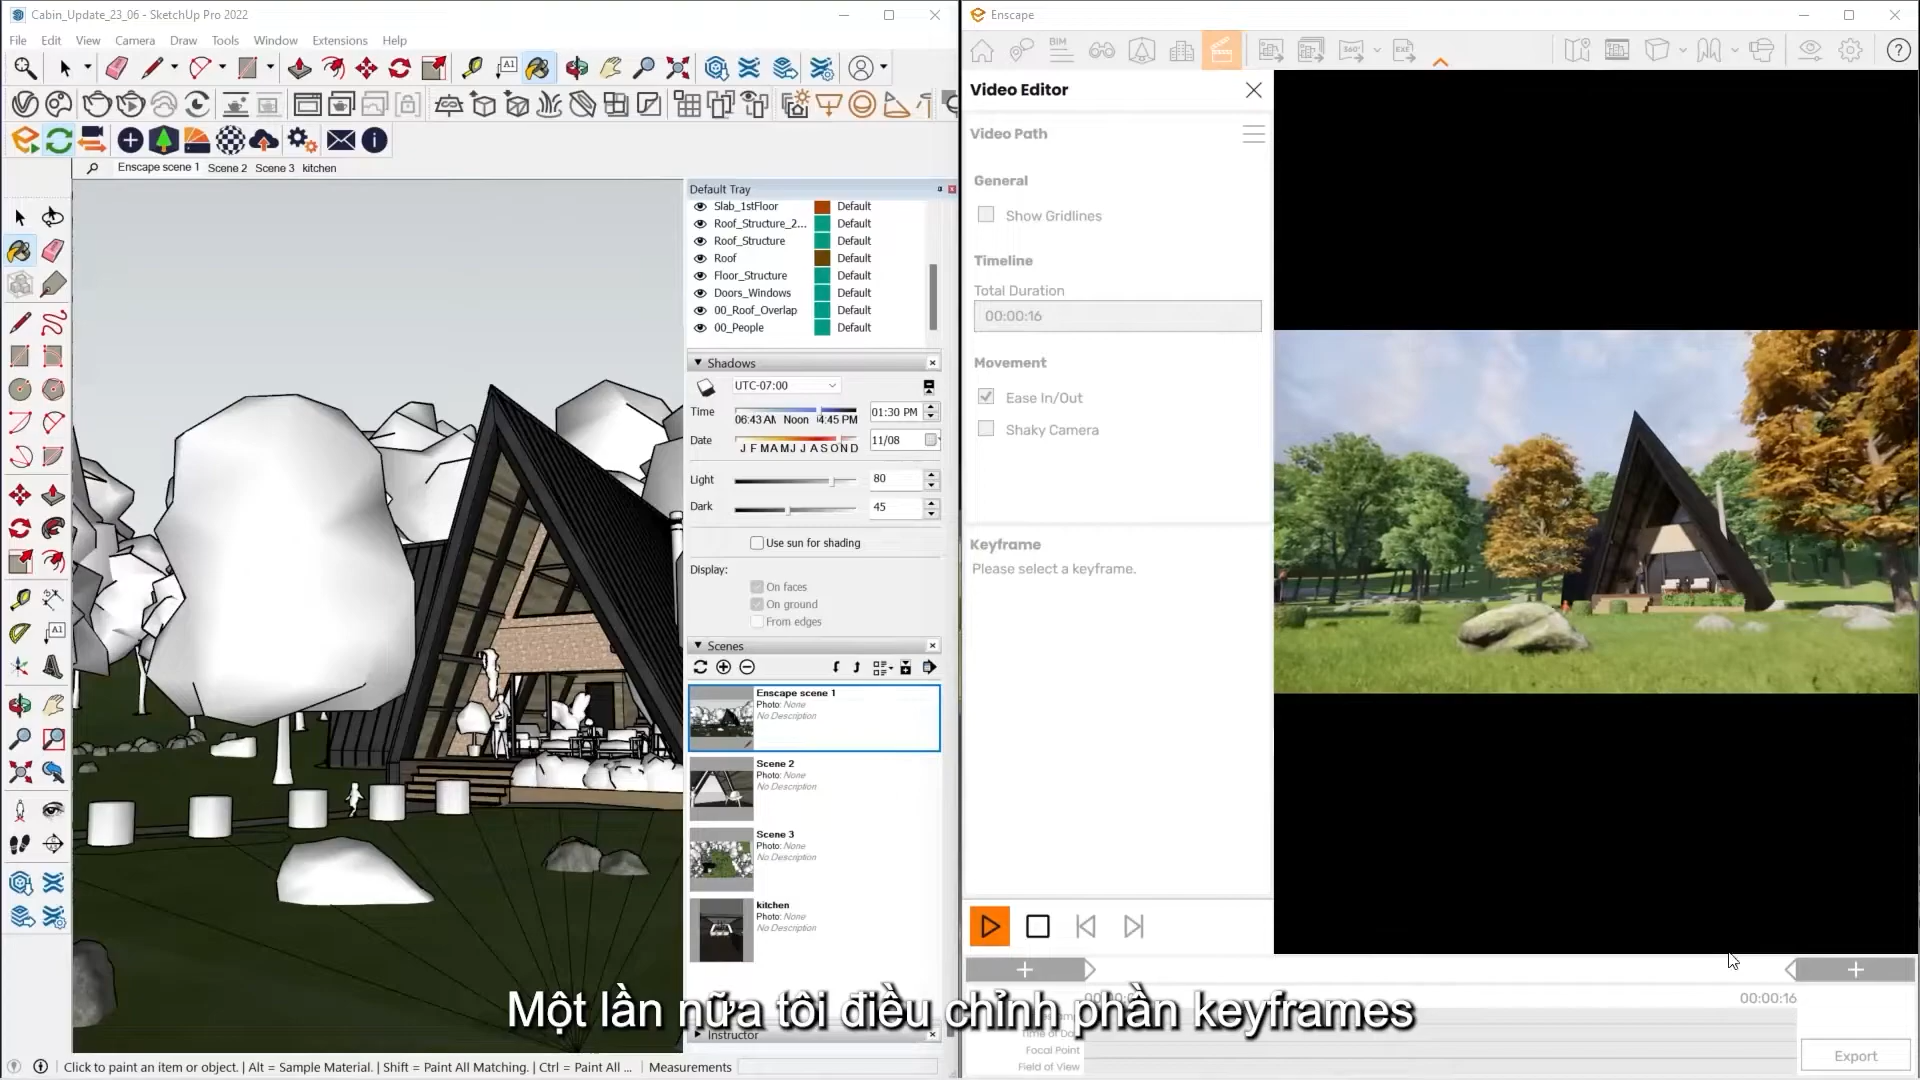 Cabin_Update_23_06 - SketchUp Pro 2022
File Edit View Camera Draw Tools Window Extensions Help
Enscape scene 1 Scene 2 Scene 3 kitchen
Default Tray
Slab_1stFloor Default
Roof_Structure_2... Default
Roof_Structure Default
Roof Default
Floor_Structure Default
Doors_Windows Default
00_Roof_Overlap Default
00_People Default
Shadows
UTC-07:00
Time 01:30 PM
06:43 AM Noon 4:45 PM
Date 11/08
J F M A M J J A S O N D
Light 80
Dark 45
Use sun for shading
Display:
On faces
On ground
From edges
Scenes
Enscape scene 1
Photo: None
No Description
Scene 2
Photo: None
No Description
Scene 3
Photo: None
No Description
kitchen
Photo: None
No Description
Instructor
Click to paint an item or object. | Alt = Sample Material. | Shift = Paint All Matching. | Ctrl = Paint All ... Measurements
Enscape
BIM
360°
EXE
Video Editor
Video Path
General
Show Gridlines
Timeline
Total Duration
00:00:16
Movement
Ease In/Out
Shaky Camera
Keyframe
Please select a keyframe.
00:00:16
Focal Point
Field of View
Export
Một lần nữa tôi điều chỉnh phần keyframes